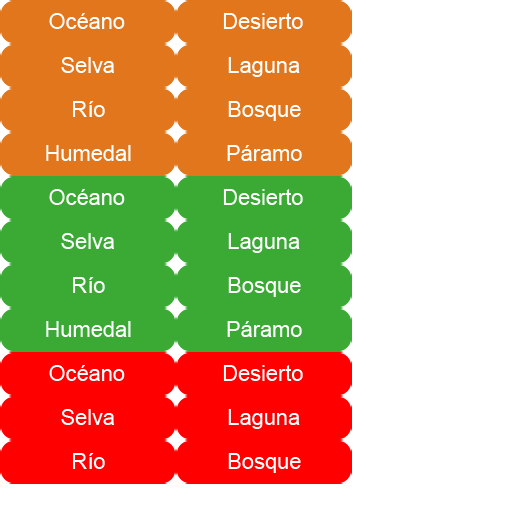 Océano Desierto
Selva Laguna
Río Bosque
Humedal Páramo
Océano Desierto
Selva Laguna
Río Bosque
Humedal Páramo
Océano Desierto
Selva Laguna
Río Bosque